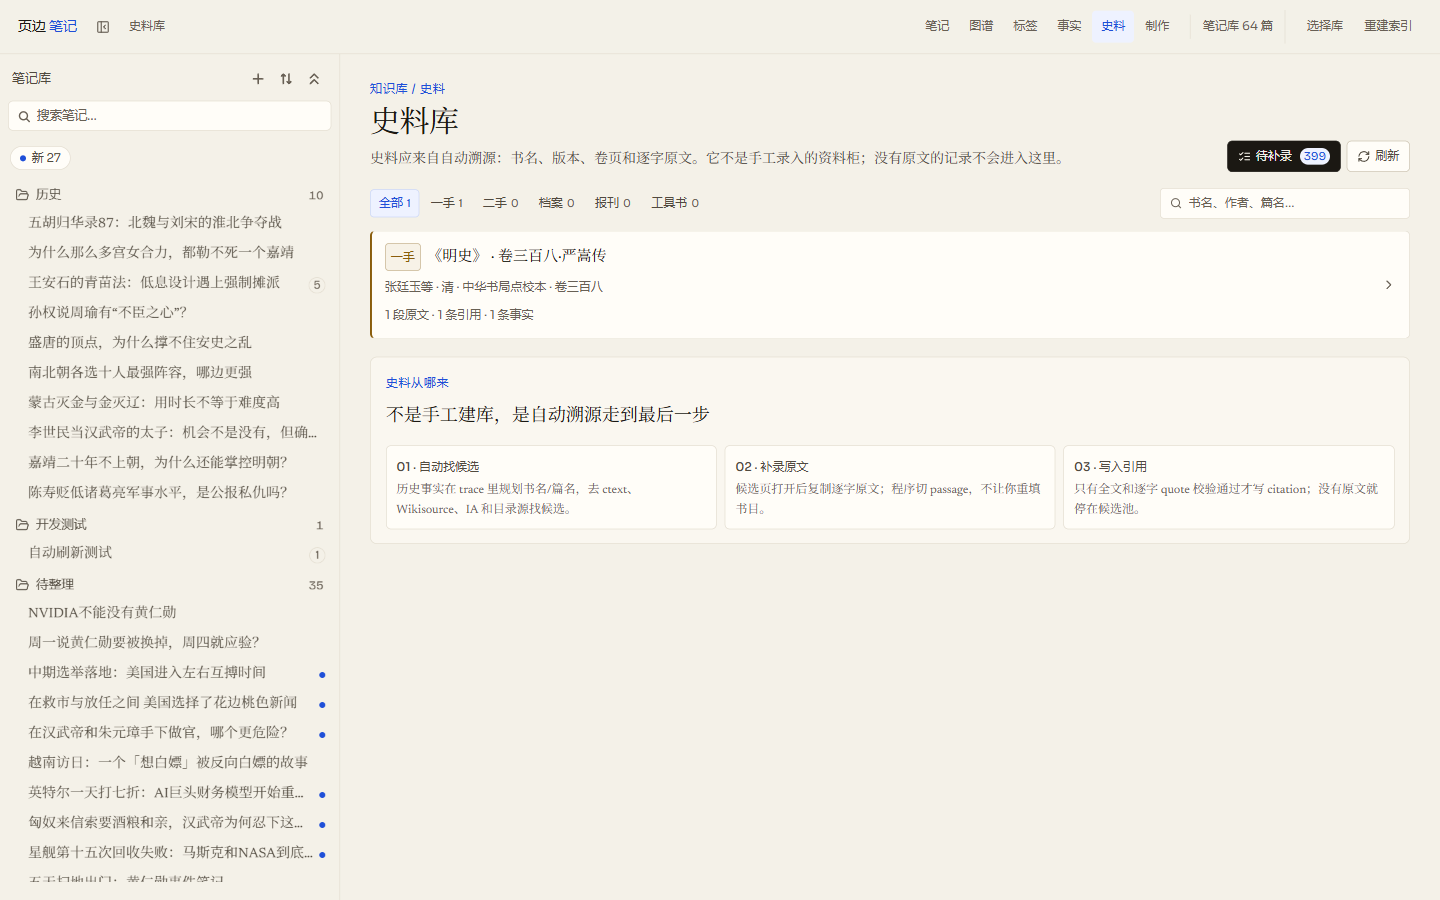 页边 笔记
史料库
笔记
图谱
标签
事实
史料
制作
笔记库 64 篇
选择库
重建索引
笔记库
搜索笔记...
新 27
历史
10
五胡归华录87：北魏与刘宋的淮北争夺战
为什么那么多宫女合力，都勒不死一个嘉靖
王安石的青苗法：低息设计遇上强制摊派
5
孙权说周瑜有“不臣之心”？
盛唐的顶点，为什么撑不住安史之乱
南北朝各选十人最强阵容，哪边更强
蒙古灭金与金灭辽：用时长不等于难度高
李世民当汉武帝的太子：机会不是没有，但确...
嘉靖二十年不上朝，为什么还能掌控明朝？
陈寿贬低诸葛亮军事水平，是公报私仇吗？
开发测试
1
自动刷新测试
1
待整理
35
NVIDIA不能没有黄仁勋
周一说黄仁勋要被换掉，周四就应验？
中期选举落地：美国进入左右互搏时间
在救市与放任之间 美国选择了花边桃色新闻
在汉武帝和朱元璋手下做官，哪个更危险？
越南访日：一个「想白嫖」被反向白嫖的故事
英特尔一天打七折：AI巨头财务模型开始重...
匈奴来信索要酒粮和亲，汉武帝为何忍下这...
星舰第十五次回收失败：马斯克和NASA到底...
五天扫地出门：黄仁勋事件笔记
知识库 / 史料
史料库
史料应来自自动溯源：书名、版本、卷页和逐字原文。它不是手工录入的资料柜；没有原文的记录不会进入这里。
待补录 399
刷新
全部 1
一手 1
二手 0
档案 0
报刊 0
工具书 0
书名、作者、篇名...
一手
《明史》 · 卷三百八·严嵩传
张廷玉等 · 清 · 中华书局点校本 · 卷三百八
1 段原文 · 1 条引用 · 1 条事实
史料从哪来
不是手工建库，是自动溯源走到最后一步
01 · 自动找候选
历史事实在 trace 里规划书名/篇名，去 ctext、
Wikisource、IA 和目录源找候选。
02 · 补录原文
候选页打开后复制逐字原文；程序切 passage，不让你重填
书目。
03 · 写入引用
只有全文和逐字 quote 校验通过才写 citation；没有原文就
停在候选池。